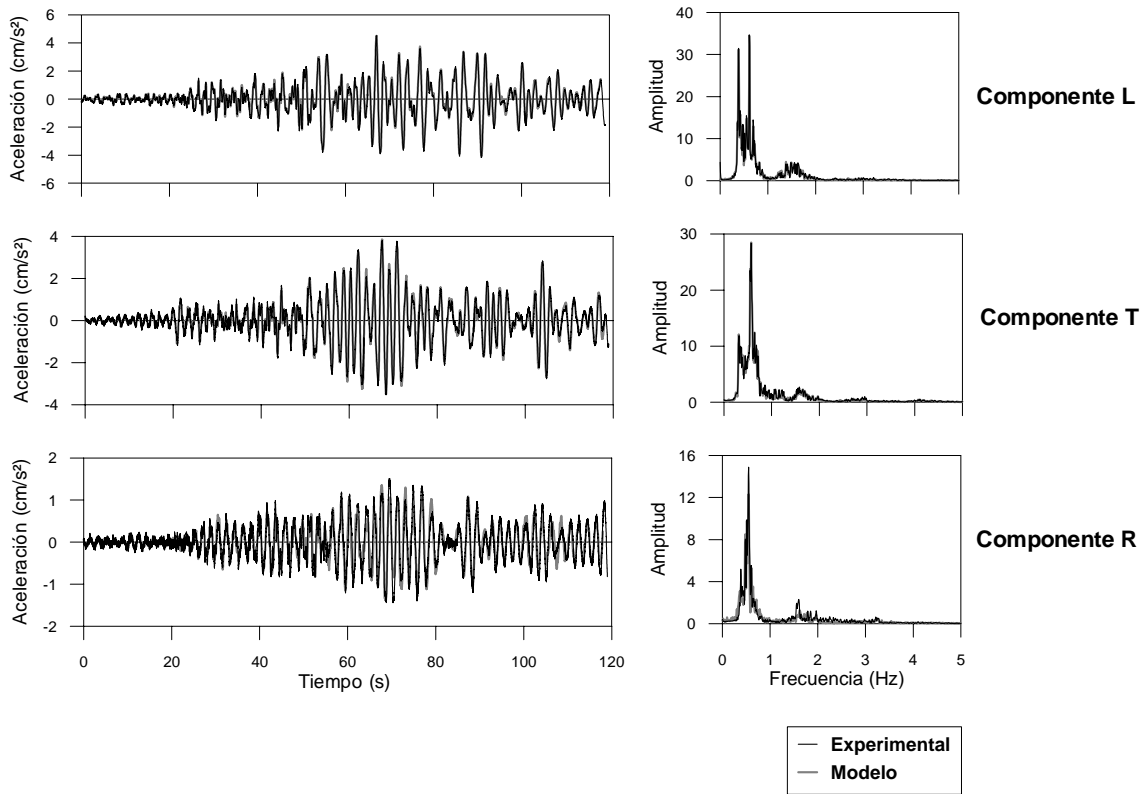 Aceleración (cm/s²)
6
4
2
0
-2
-4
-6
Amplitud
40
30
20
10
0
Componente L
Aceleración (cm/s²)
4
2
0
-2
-4
Amplitud
30
20
10
0
Componente T
Aceleración (cm/s²)
2
1
0
-1
-2
0 20 40 60 80 100 120
Tiempo (s)
Amplitud
16
12
8
4
0
0 1 2 3 4 5
Frecuencia (Hz)
Componente R
Experimental
Modelo